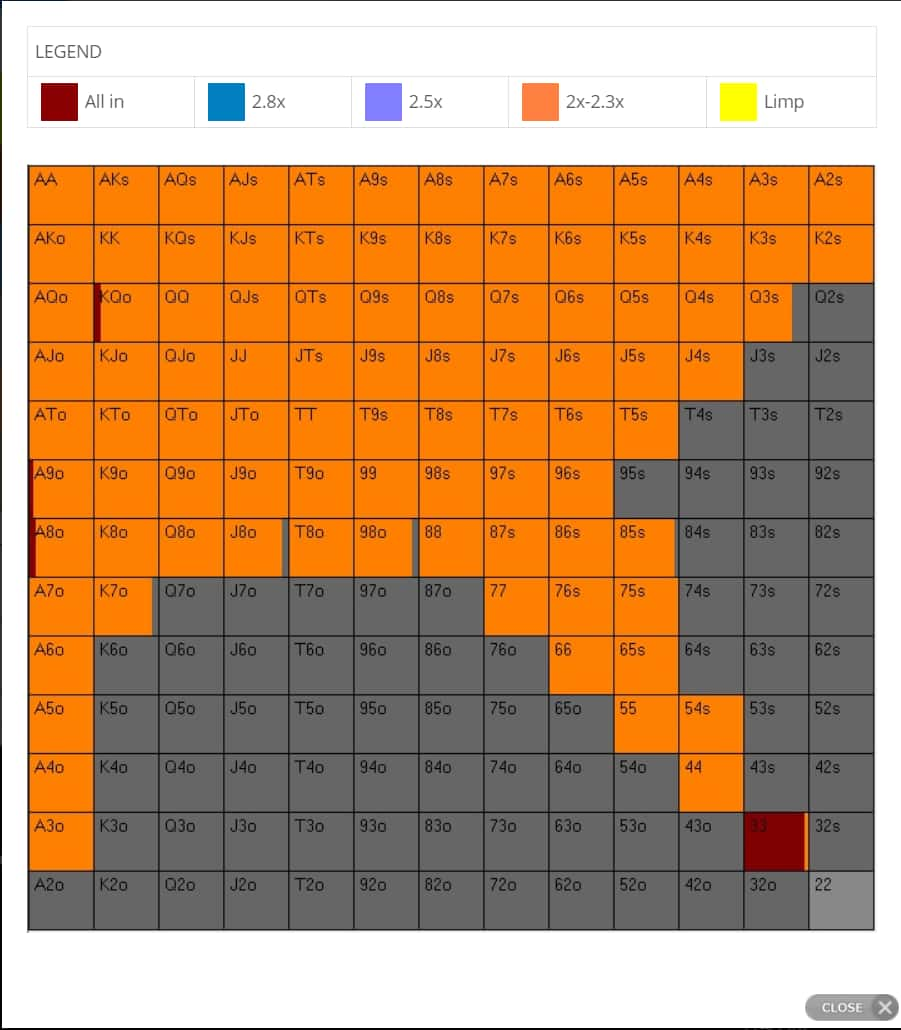 LEGEND
All in 2.8x 2.5x 2x-2.3x Limp
AA AKs AQs AJs ATs A9s A8s A7s A6s A5s A4s A3s A2s
AKo KK KQs KJs KTs K9s K8s K7s K6s K5s K4s K3s K2s
AQo KQo QQ QJs QTs Q9s Q8s Q7s Q6s Q5s Q4s Q3s Q2s
AJo KJo QJo JJ JTs J9s J8s J7s J6s J5s J4s J3s J2s
ATo KTo QTo JTo TT T9s T8s T7s T6s T5s T4s T3s T2s
A9o K9o Q9o J9o T9o 99 98s 97s 96s 95s 94s 93s 92s
A8o K8o Q8o J8o T8o 98o 88 87s 86s 85s 84s 83s 82s
A7o K7o Q7o J7o T7o 97o 87o 77 76s 75s 74s 73s 72s
A6o K6o Q6o J6o T6o 96o 86o 76o 66 65s 64s 63s 62s
A5o K5o Q5o J5o T5o 95o 85o 75o 65o 55 54s 53s 52s
A4o K4o Q4o J4o T4o 94o 84o 74o 64o 54o 44 43s 42s
A3o K3o Q3o J3o T3o 93o 83o 73o 63o 53o 43o 33 32s
A2o K2o Q2o J2o T2o 92o 82o 72o 62o 52o 42o 32o 22
CLOSE